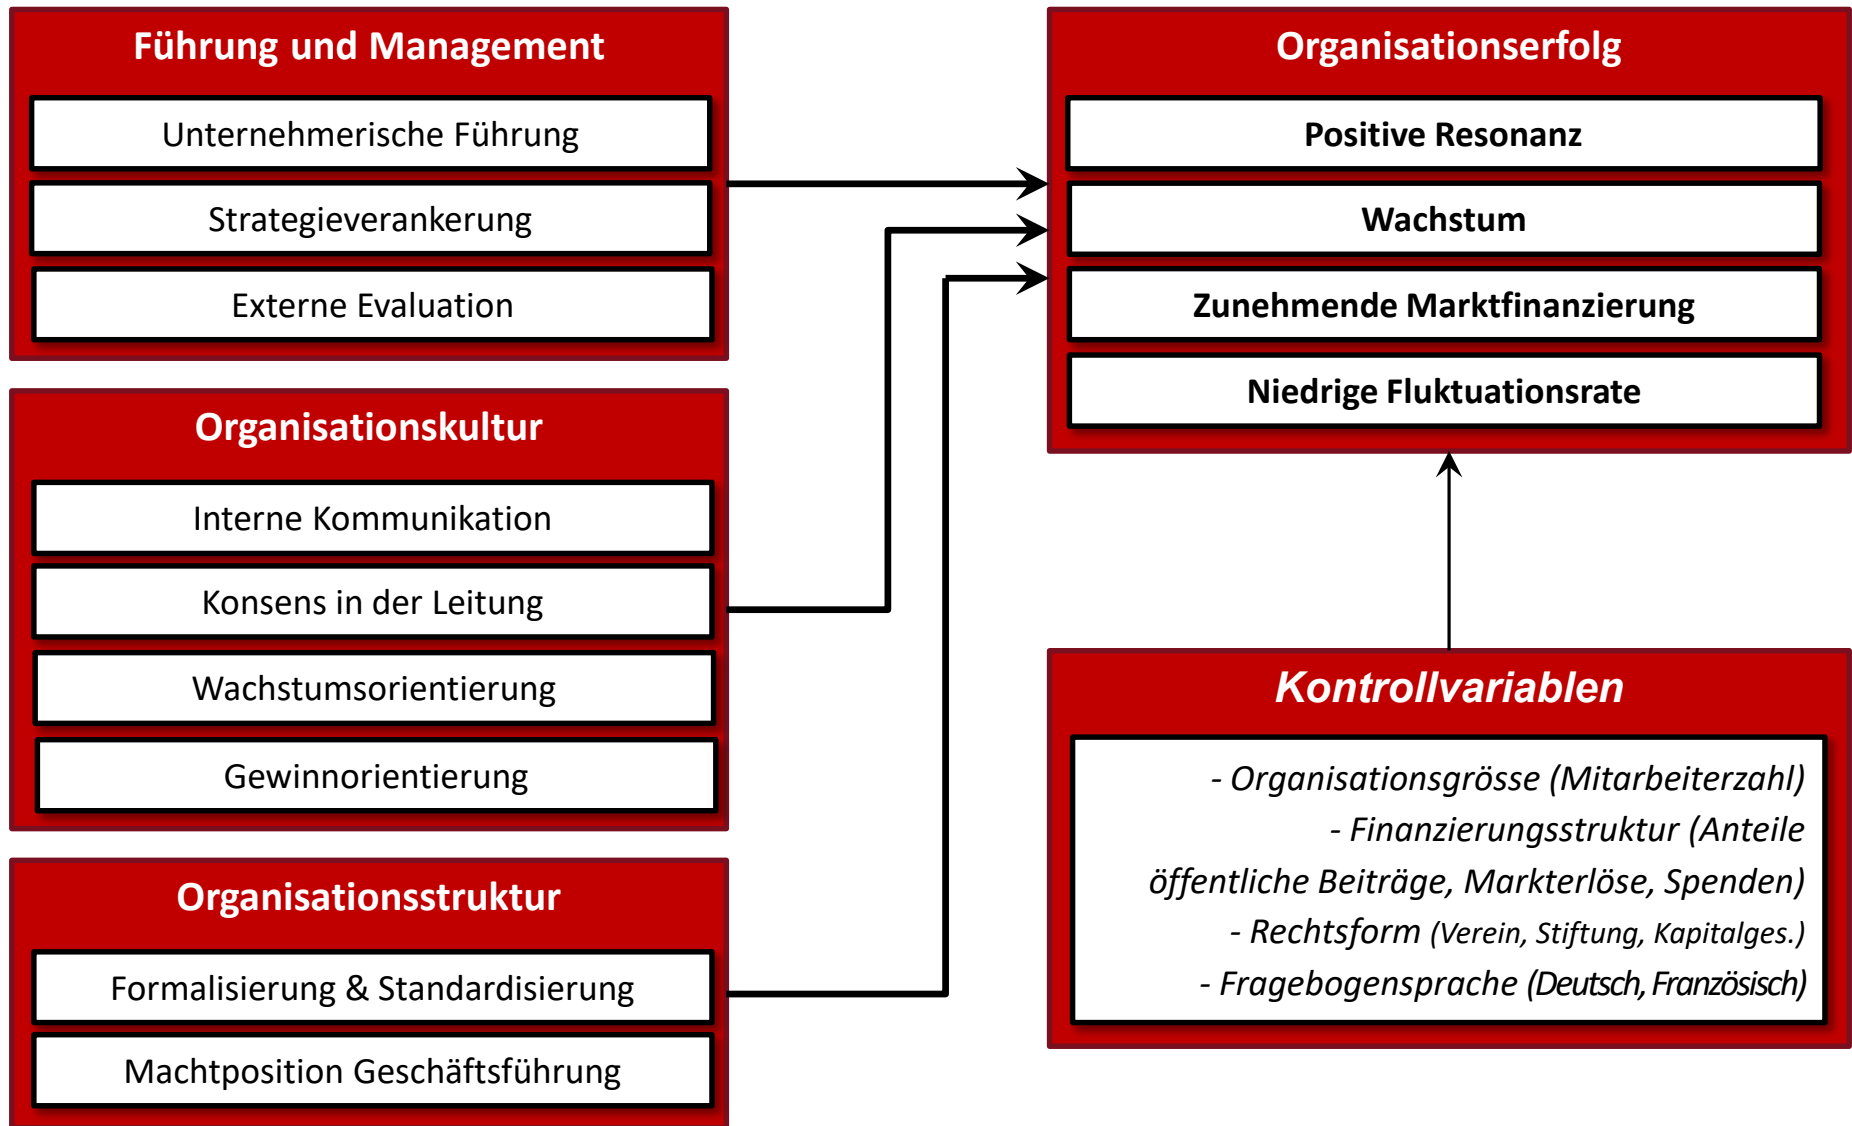 Führung und Management
Unternehmerische Führung
Strategieverankerung
Externe Evaluation
Organisationskultur
Interne Kommunikation
Konsens in der Leitung
Wachstumsorientierung
Gewinnorientierung
Organisationsstruktur
Formalisierung & Standardisierung
Machtposition Geschäftsführung
Organisationserfolg
Positive Resonanz
Wachstum
Zunehmende Marktfinanzierung
Niedrige Fluktuationsrate
Kontrollvariablen
- Organisationsgrösse (Mitarbeiterzahl)
- Finanzierungsstruktur (Anteile
öffentliche Beiträge, Markterlöse, Spenden)
- Rechtsform (Verein, Stiftung, Kapitalges.)
- Fragebogensprache (Deutsch, Französisch)